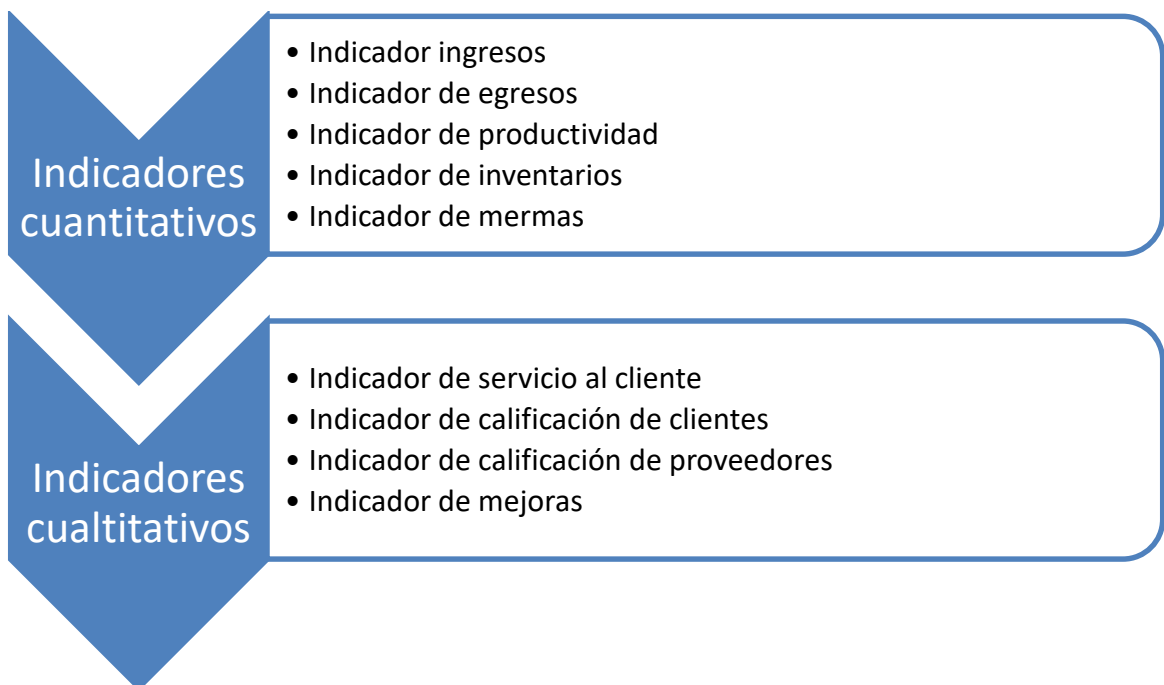 Indicadores
cuantitativos
• Indicador ingresos
• Indicador de egresos
• Indicador de productividad
• Indicador de inventarios
• Indicador de mermas
Indicadores
cualtitativos
• Indicador de servicio al cliente
• Indicador de calificación de clientes
• Indicador de calificación de proveedores
• Indicador de mejoras